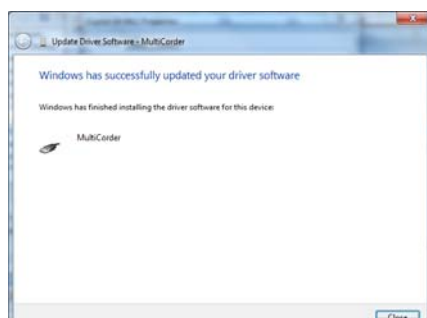 Update Driver Software - MultiCorder
Windows has successfully updated your driver software
Windows has finished installing the driver software for this device:
MultiCorder
Close